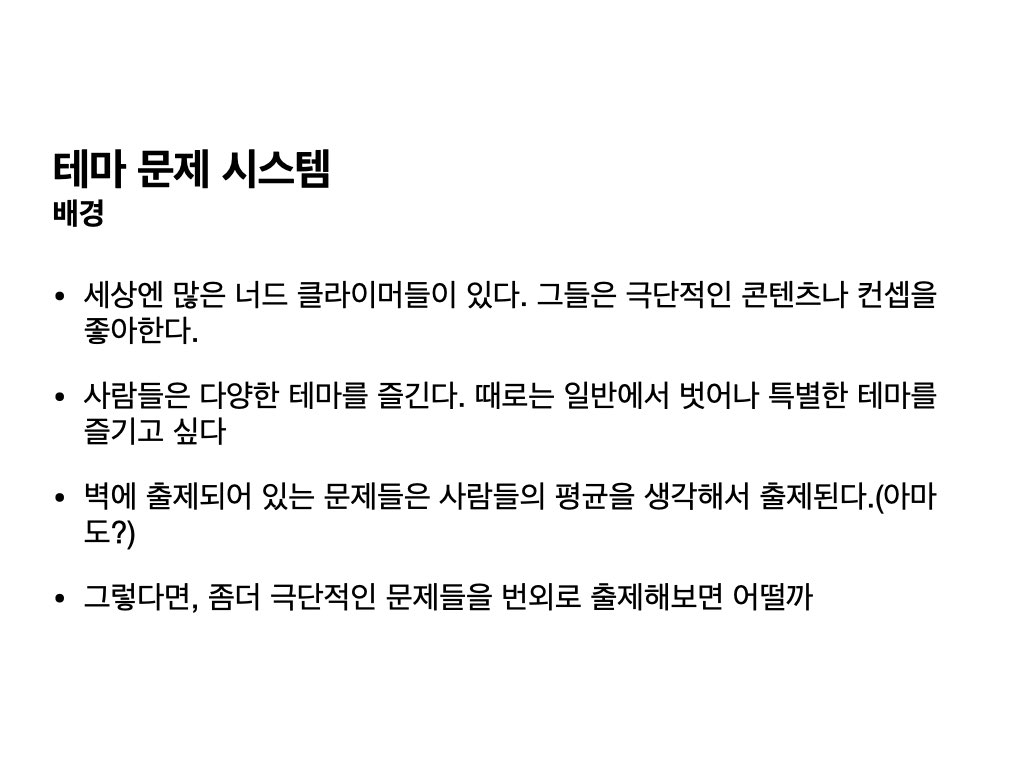 테마 문제 시스템
배경
• 세상엔 많은 너드 클라이머들이 있다. 그들은 극단적인 콘텐츠나 컨셉을
좋아한다.
• 사람들은 다양한 테마를 즐긴다. 때로는 일반에서 벗어나 특별한 테마를
즐기고 싶다
• 벽에 출제되어 있는 문제들은 사람들의 평균을 생각해서 출제된다.(아마
도?)
• 그렇다면, 좀더 극단적인 문제들을 번외로 출제해보면 어떨까